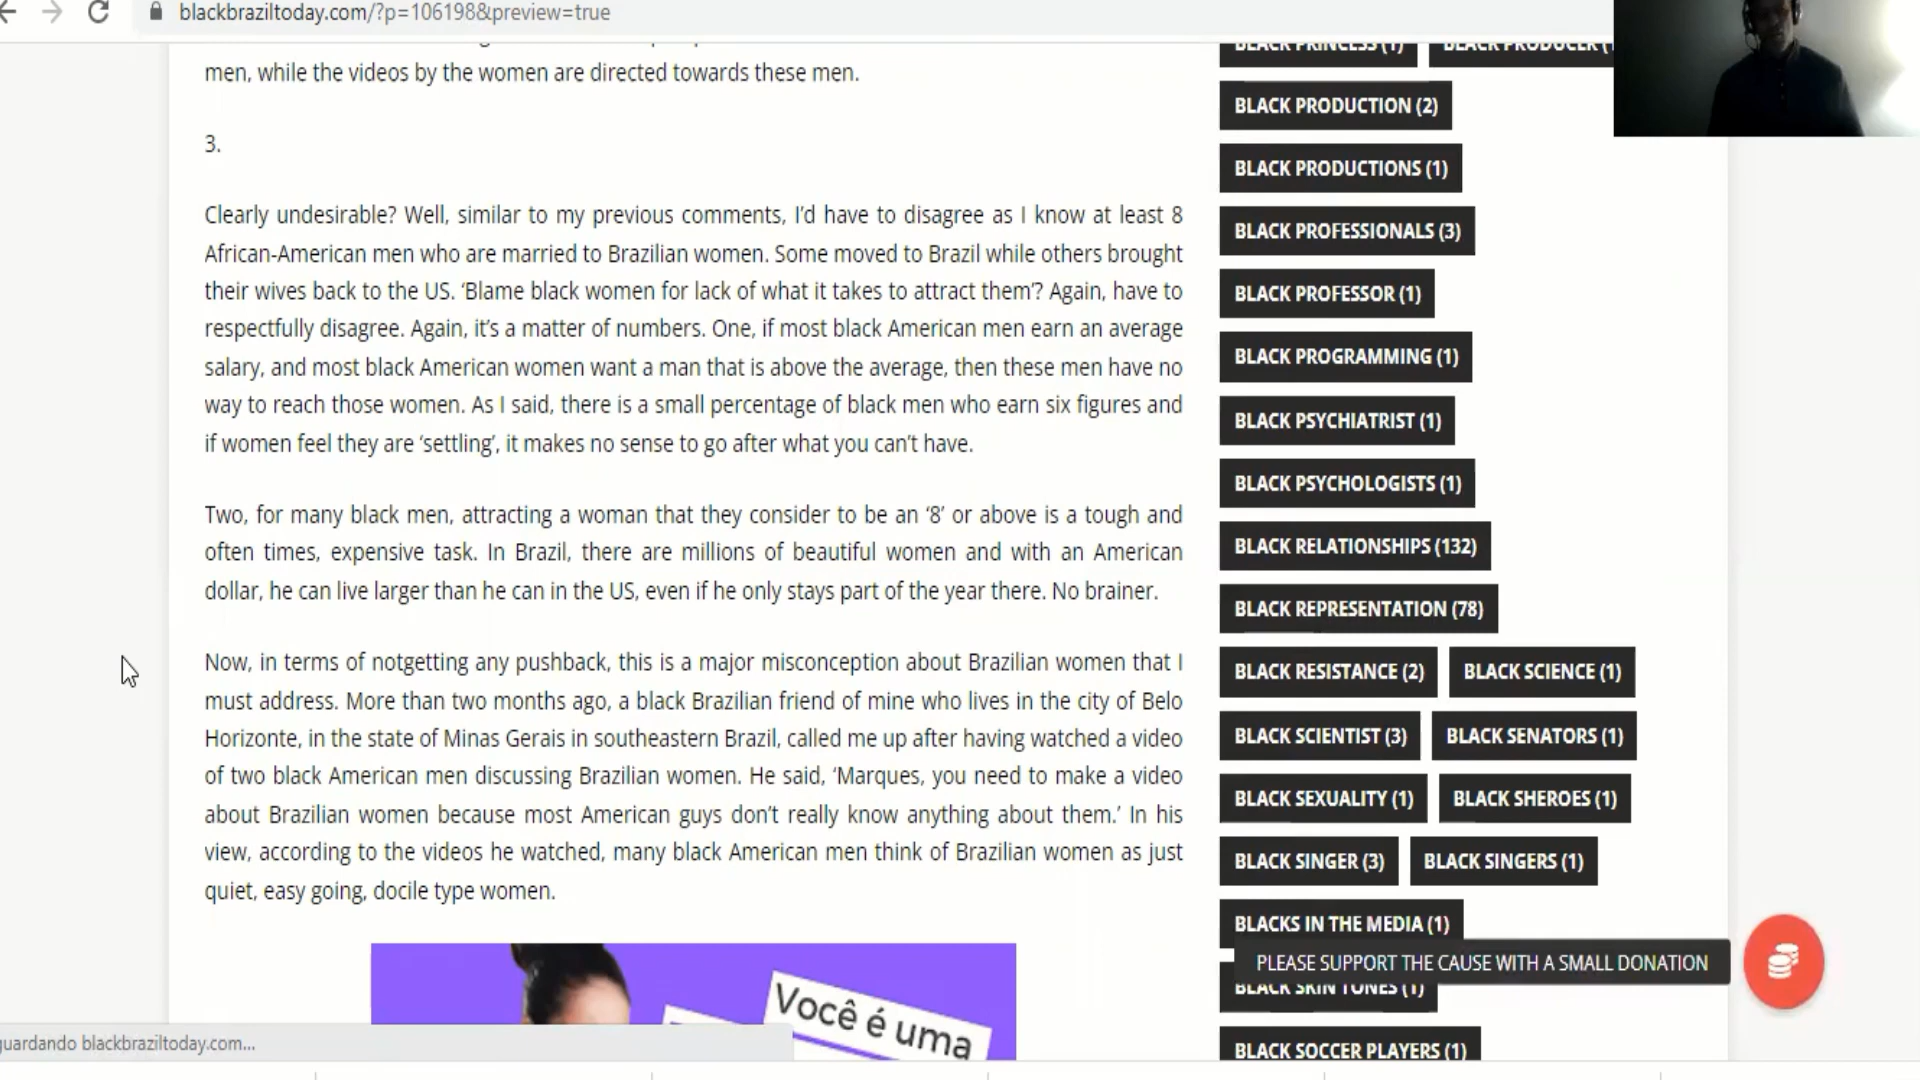 blackbraziltoday.com/?p=106198&preview=true
men, while the videos by the women are directed towards these men.
3.
Clearly undesirable? Well, similar to my previous comments, I'd have to disagree as I know at least 8
African-American men who are married to Brazilian women. Some moved to Brazil while others brought
their wives back to the US. ‘Blame black women for lack of what it takes to attract them’? Again, have to
respectfully disagree. Again, it’s a matter of numbers. One, if most black American men earn an average
salary, and most black American women want a man that is above the average, then these men have no
way to reach those women. As I said, there is a small percentage of black men who earn six figures and
if women feel they are ‘settling’, it makes no sense to go after what you can’t have.
Two, for many black men, attracting a woman that they consider to be an ‘8’ or above is a tough and
often times, expensive task. In Brazil, there are millions of beautiful women and with an American
dollar, he can live larger than he can in the US, even if he only stays part of the year there. No brainer.
Now, in terms of notgetting any pushback, this is a major misconception about Brazilian women that I
must address. More than two months ago, a black Brazilian friend of mine who lives in the city of Belo
Horizonte, in the state of Minas Gerais in southeastern Brazil, called me up after having watched a video
of two black American men discussing Brazilian women. He said, ‘Marques, you need to make a video
about Brazilian women because most American guys don’t really know anything about them.’ In his
view, according to the videos he watched, many black American men think of Brazilian women as just
quiet, easy going, docile type women.
Você é uma
guardando blackbraziltoday.com...
BLACK PRINCESS (1) BLACK PRODUCER (1
BLACK PRODUCTION (2)
BLACK PRODUCTIONS (1)
BLACK PROFESSIONALS (3)
BLACK PROFESSOR (1)
BLACK PROGRAMMING (1)
BLACK PSYCHIATRIST (1)
BLACK PSYCHOLOGISTS (1)
BLACK RELATIONSHIPS (132)
BLACK REPRESENTATION (78)
BLACK RESISTANCE (2) BLACK SCIENCE (1)
BLACK SCIENTIST (3) BLACK SENATORS (1)
BLACK SEXUALITY (1) BLACK SHEROES (1)
BLACK SINGER (3) BLACK SINGERS (1)
BLACKS IN THE MEDIA (1)
PLEASE SUPPORT THE CAUSE WITH A SMALL DONATION
BLACK SKIN TONES (1)
BLACK SOCCER PLAYERS (1)